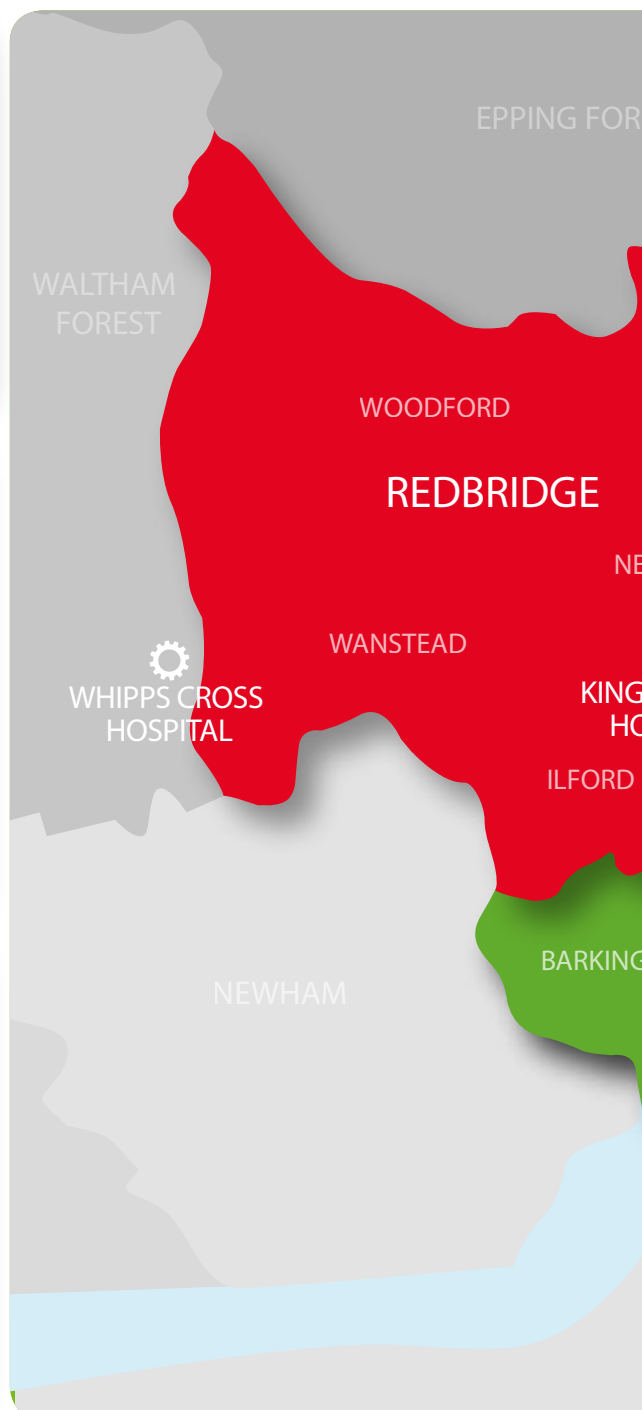 EPPING FOR
WALTHAM
FOREST
WOODFORD
REDBRIDGE
NE
WANSTEAD
WHIPPS CROSS
HOSPITAL
KING
HO
ILFORD
BARKING
NEWHAM